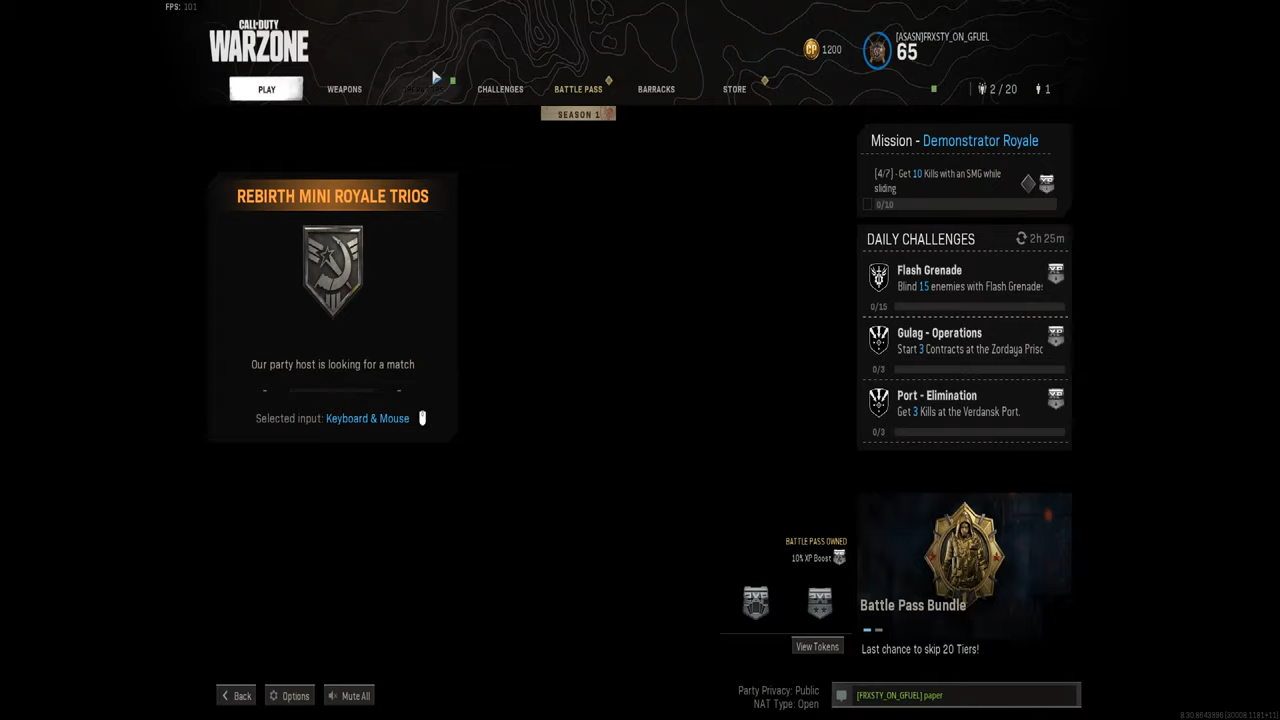 FPS: 101
CALL OF DUTY
WARZONE
CP 1200
[ASASN]FRXSTY_ON_GFUEL
65
PLAY
WEAPONS
CHALLENGES
BATTLE PASS
BARRACKS
STORE
2 / 20
1
SEASON 1
Mission - Demonstrator Royale
[4/7] - Get 10 Kills with an SMG while
sliding
0/10
REBIRTH MINI ROYALE TRIOS
Our party host is looking for a match
- -
Selected input: Keyboard & Mouse
DAILY CHALLENGES
2h 25m
Flash Grenade
Blind 15 enemies with Flash Grenades
0/15
Gulag - Operations
Start 3 Contracts at the Zordaya Prisc
0/3
Port - Elimination
Get 3 Kills at the Verdansk Port.
0/3
BATTLE PASS OWNED
10% XP Boost
2XP
2XP
View Tokens
Battle Pass Bundle
Last chance to skip 20 Tiers!
Back
Options
Mute All
Party Privacy: Public
NAT Type: Open
[FRXSTY_ON_GFUEL] paper